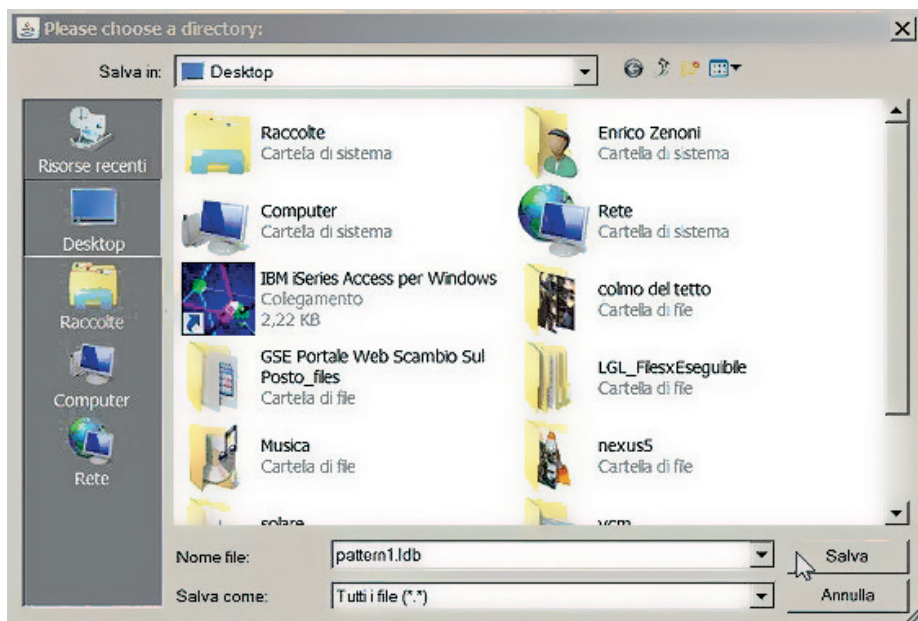 Please choose a directory:
Salva in:
Desktop
Risorse recenti
Desktop
Raccolte
Computer
Rete
Raccolte
Cartella di sistema
Enrico Zenoni
Cartella di sistema
Computer
Cartella di sistema
Rete
Cartella di sistema
IBM iSeries Access per Windows
Colegamento
2,22 KB
colmo del tetto
Cartella di file
GSE Portale Web Scambio Sul
Posto_files
Cartella di file
LGL_FilesxEseguibile
Cartella di file
Musica
Cartella di file
nexus5
Cartella di file
solare
vcm
Nome file:
pattern1.ldb
Salva
Salva come:
Tutti i file (*.*)
Annulla